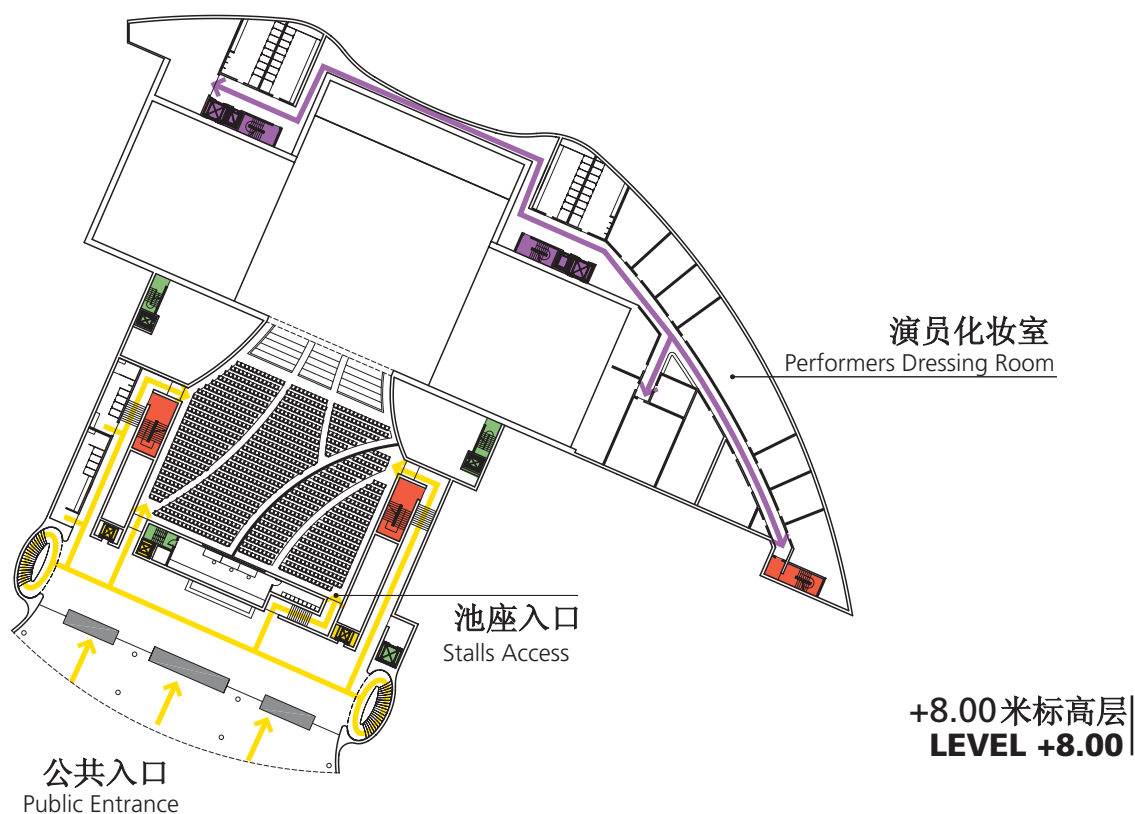 演员化妆室
Performers Dressing Room
池座入口
Stalls Access
+8.00米标高层
LEVEL +8.00
公共入口
Public Entrance